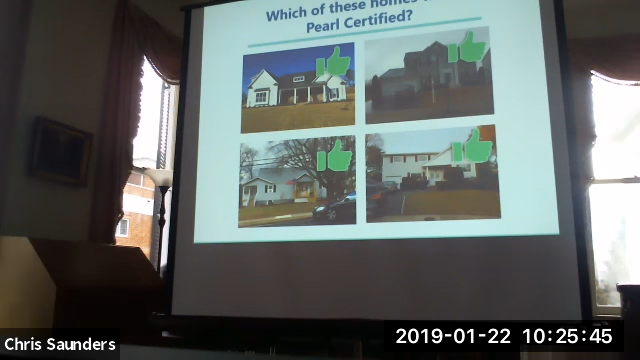 Which of these homes
Pearl Certified?
Chris Saunders
2019-01-22 10:25:45